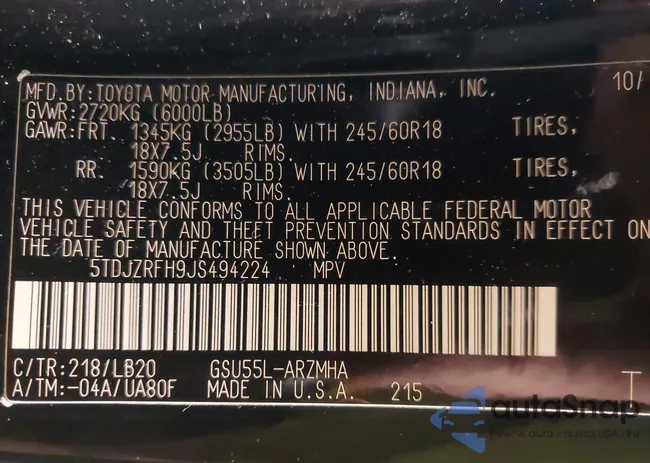 MFD.BY:TOYOTA MOTOR MANUFACTURING, INDIANA, INC. 10/
GVWR:2720KG (6000LB)
GAWR:FRT. 1345KG (2955LB) WITH 245/60R18 TIRES,
18X7.5J RIMS.
RR. 1590KG (3505LB) WITH 245/60R18 TIRES,
18X7.5J RIMS.
THIS VEHICLE CONFORMS TO ALL APPLICABLE FEDERAL MOTOR
VEHICLE SAFETY AND THEFT PREVENTION STANDARDS IN EFFECT ON
THE DATE OF MANUFACTURE SHOWN ABOVE.
5TDJZRFH9JS494224 MPV
C/TR:218/LB20 GSU55L-ARZMHA
A/TM:-04A/UA80F MADE IN U.S.A. 215 T
autoSnap